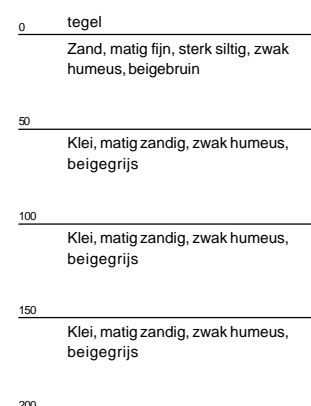 0 tegel
Zand, matig fijn, sterk siltig, zwak
humeus, beigebruin
50
Klei, matig zandig, zwak humeus,
beigegrijs
100
Klei, matig zandig, zwak humeus,
beigegrijs
150
Klei, matig zandig, zwak humeus,
beigegrijs
200